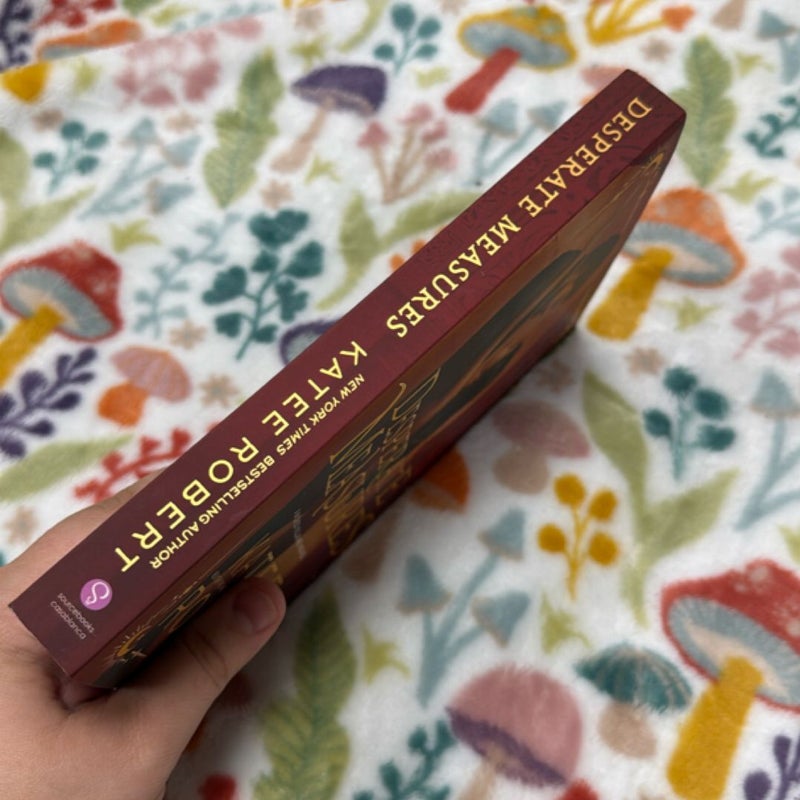 DESPERATE MEASURES
NEW YORK TIMES BESTSELLING AUTHOR
KATEE ROBERT
sourcebooks
casablanca